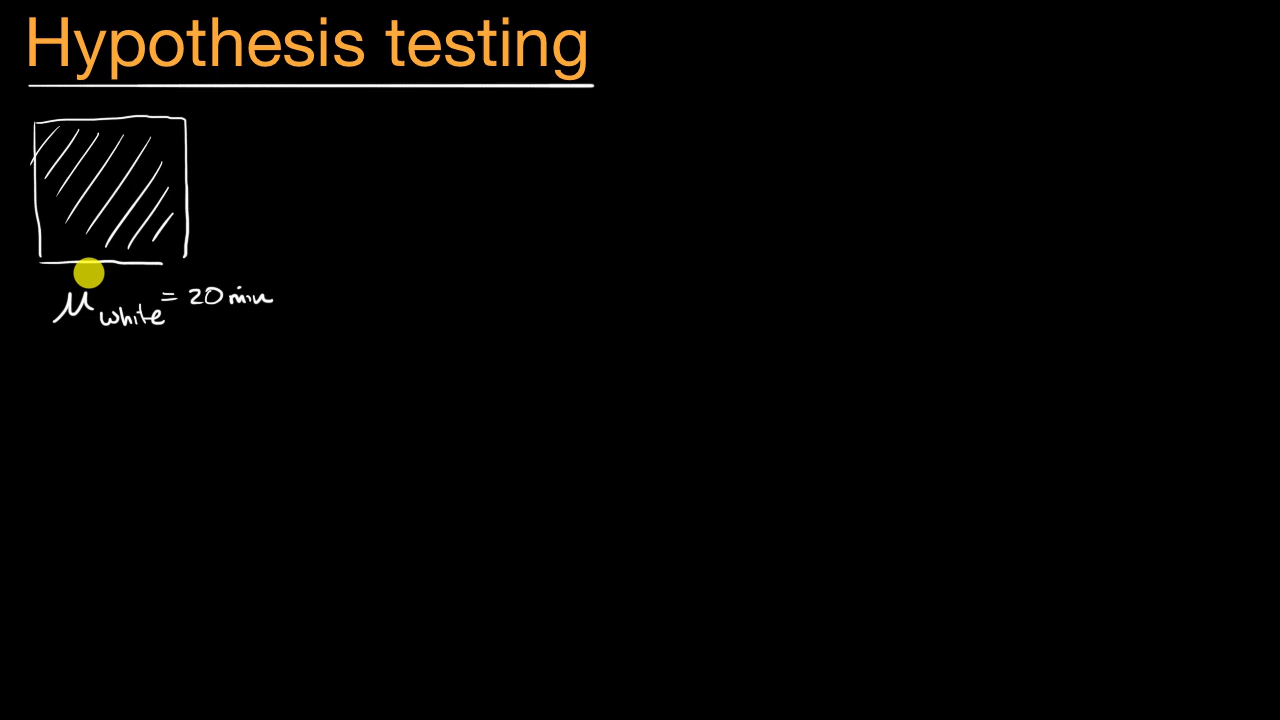 Hypothesis testing
μ white = 20 min